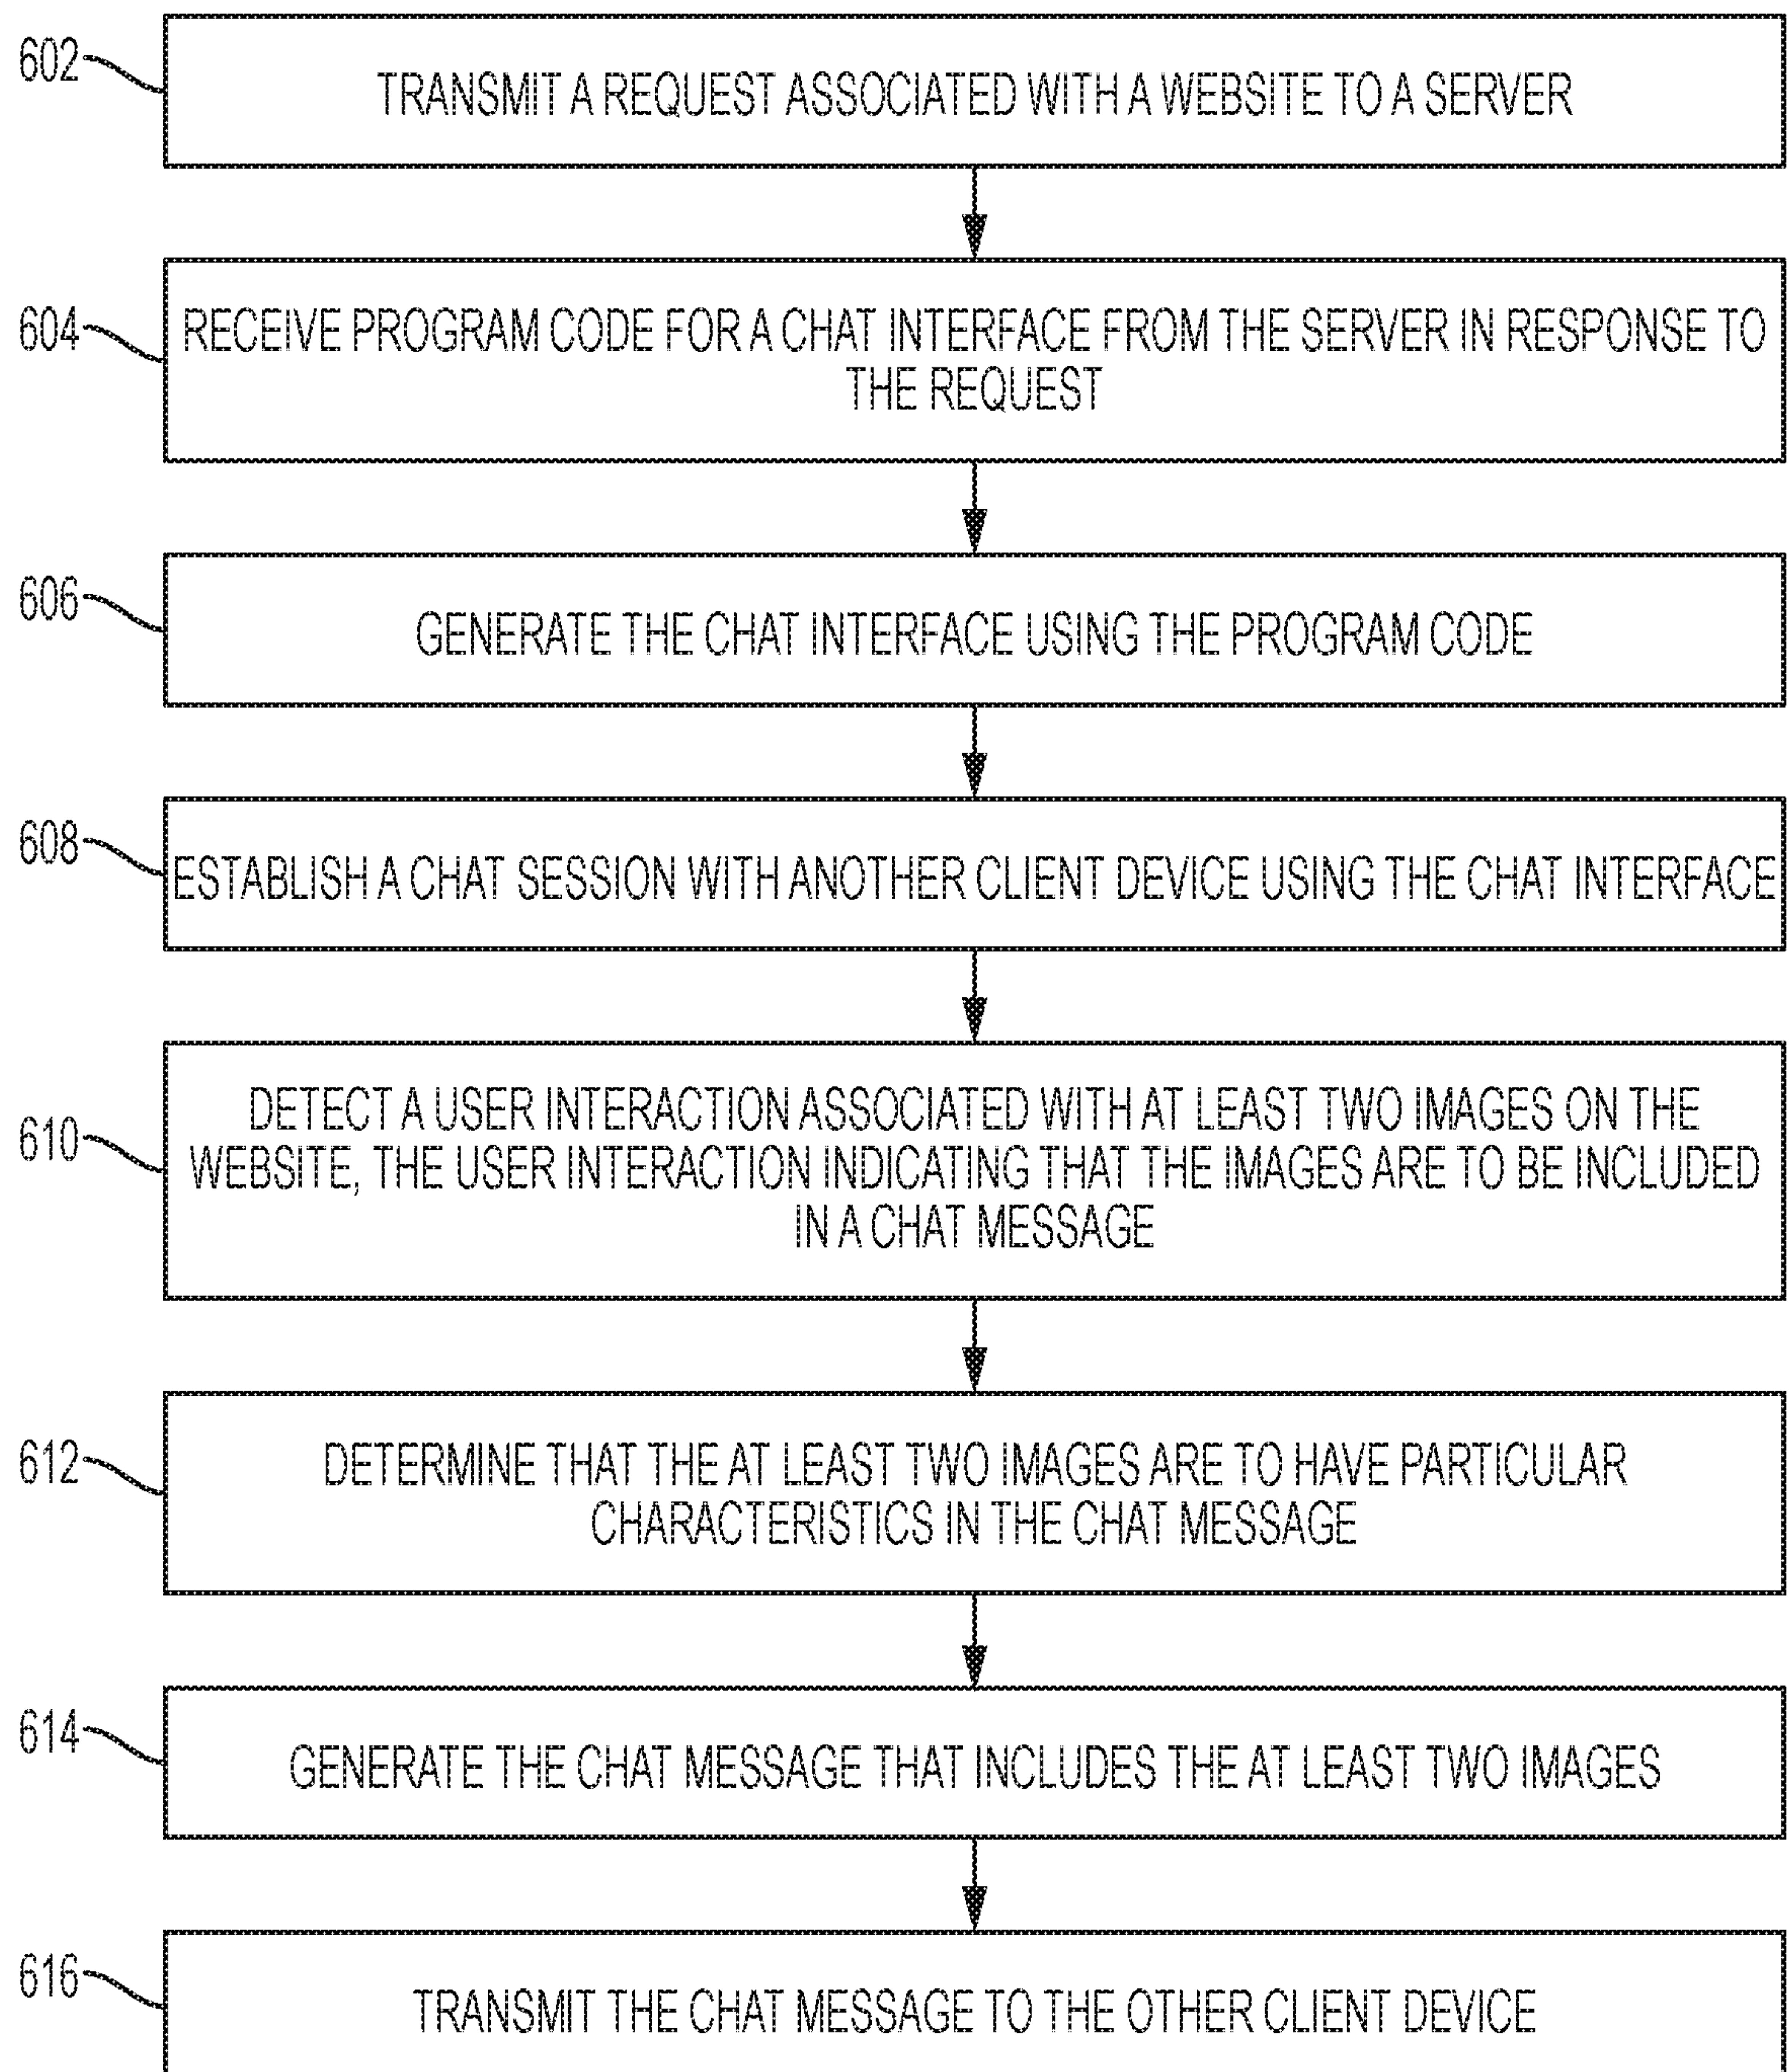 602
TRANSMIT A REQUEST ASSOCIATED WITH A WEBSITE TO A SERVER
604
RECEIVE PROGRAM CODE FOR A CHAT INTERFACE FROM THE SERVER IN RESPONSE TO
THE REQUEST
606
GENERATE THE CHAT INTERFACE USING THE PROGRAM CODE
608
ESTABLISH A CHAT SESSION WITH ANOTHER CLIENT DEVICE USING THE CHAT INTERFACE
610
DETECT A USER INTERACTION ASSOCIATED WITH AT LEAST TWO IMAGES ON THE
WEBSITE, THE USER INTERACTION INDICATING THAT THE IMAGES ARE TO BE INCLUDED
IN A CHAT MESSAGE
612
DETERMINE THAT THE AT LEAST TWO IMAGES ARE TO HAVE PARTICULAR
CHARACTERISTICS IN THE CHAT MESSAGE
614
GENERATE THE CHAT MESSAGE THAT INCLUDES THE AT LEAST TWO IMAGES
616
TRANSMIT THE CHAT MESSAGE TO THE OTHER CLIENT DEVICE